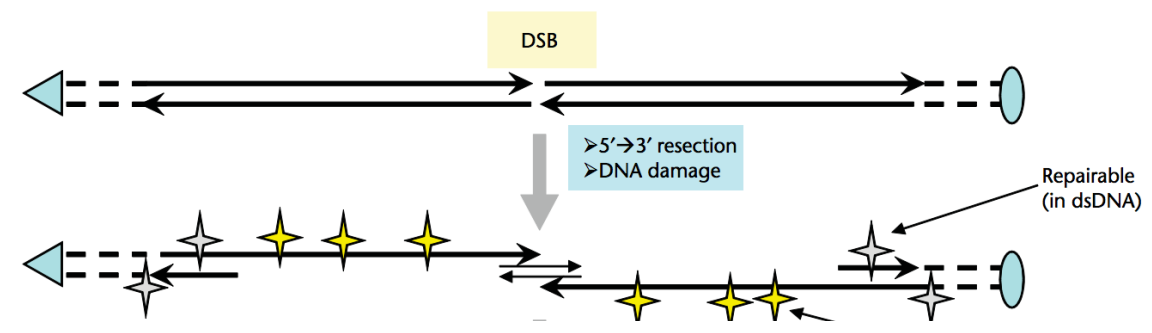 DSB
➢5′→3′ resection
➢DNA damage
Repairable
(in dsDNA)